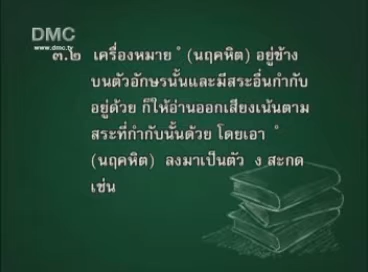 DMC
www.dmc.tv
๓.๒ เครื่องหมาย ํ (นฤคหิต) อยู่ข้าง
บนตัวอักษรนั้นและมีสระอื่นกำกับ
อยู่ด้วย ก็ให้อ่านออกเสียงเน้นตาม
สระที่กำกับนั้นด้วย โดยเอา ํ
(นฤคหิต) ลงมาเป็นตัว ง สะกด
เช่น